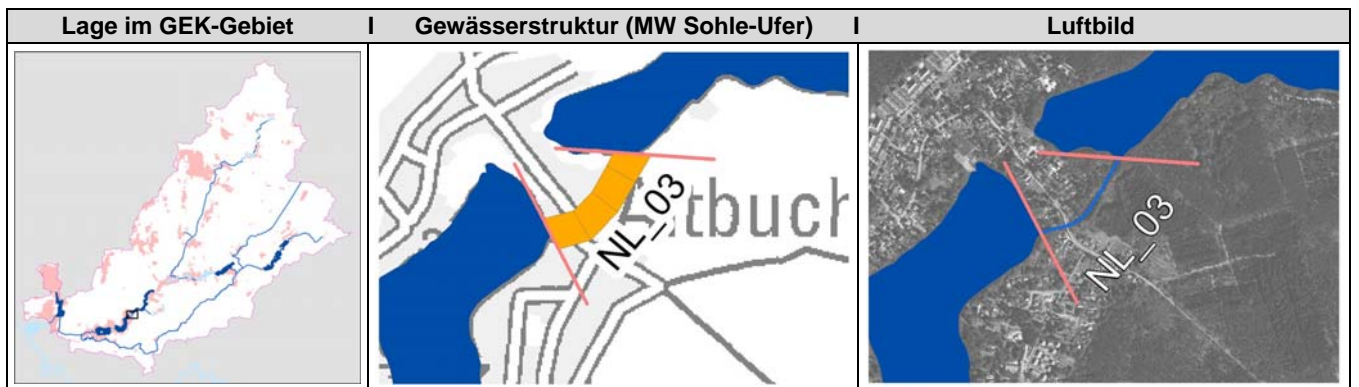 Lage im GEK-Gebiet I Gewässerstruktur (MW Sohle-Ufer) I Luftbild
NL_03
NL_03